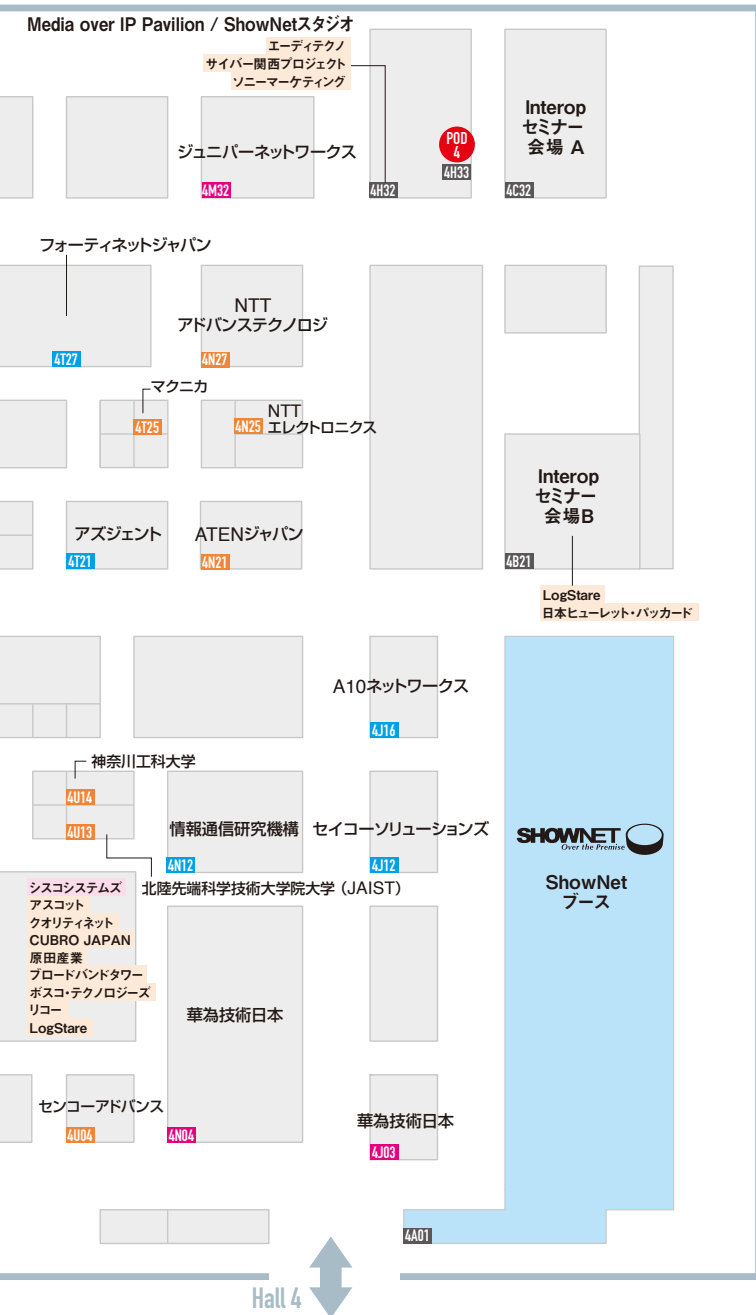 Media over IP Pavilion / ShowNetスタジオ
エーディテクノ
サイバー関西プロジェクト
ソニーマーケティング
Interop
セミナー
会場 A
POD
4
4H33
ジュニパーネットワークス
4M32
4H32
4C32
フォーティネットジャパン
NTT
アドバンステクノロジ
4T27
4N27
マクニカ
4T25
4N25
NTT
エレクトロニクス
Interop
セミナー
会場B
アズジェント
ATENジャパン
4T21
4N21
4B21
LogStare
日本ヒューレット・パッカード
A10ネットワークス
4J16
神奈川工科大学
4U14
4U13
情報通信研究機構
セイコーソリューションズ
4N12
4J12
SHOWNET
Over the Premise
ShowNet
ブース
北陸先端科学技術大学院大学 (JAIST)
シスコシステムズ
アスコット
クオリティネット
CUBRO JAPAN
原田産業
ブロードバンドタワー
ボスコ・テクノロジーズ
リコー
LogStare
華為技術日本
センコーアドバンス
華為技術日本
4U04
4N04
4J03
4A01
Hall 4